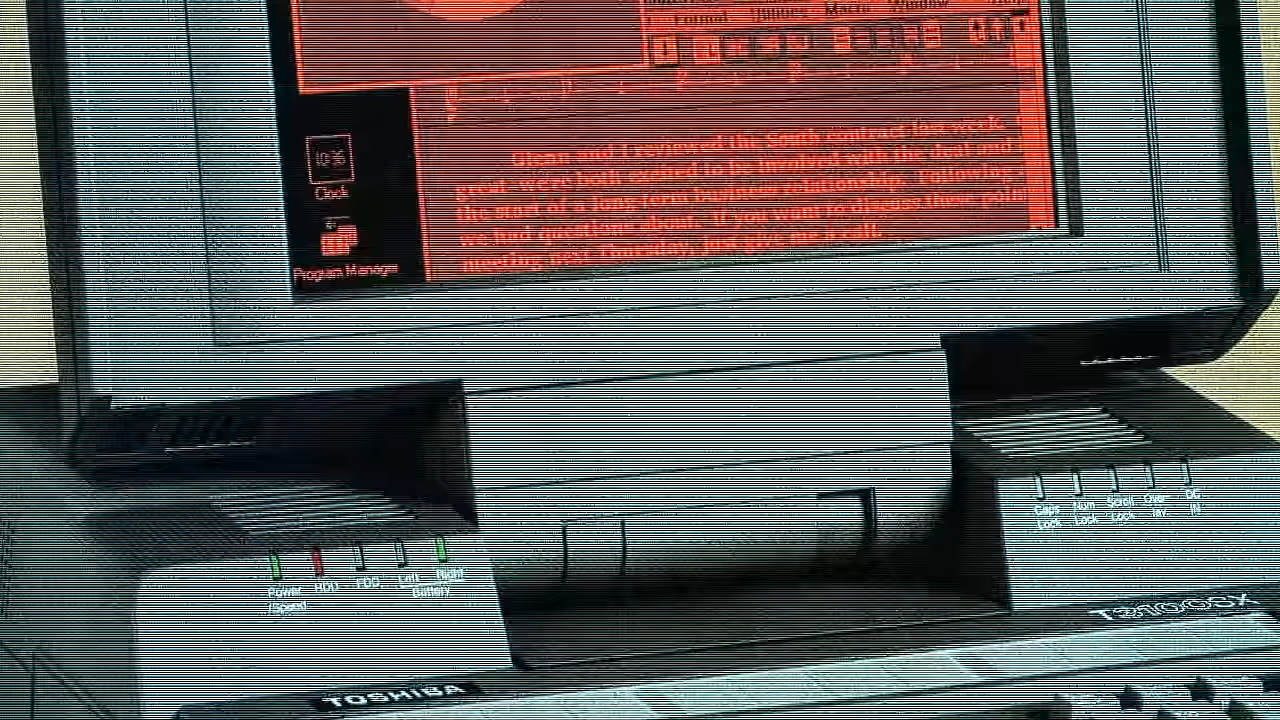 Format Window
10:36
Clock
Program Manager
Glenn and I reviewed the South contract last week.
great we're both excited to be involved with the deal and
the start of a long term business relationship. Following
we had questions about. If you want to discuss these poin
meeting next Thursday, just give me a call.
Caps Lock
Num Lock
Scroll Lock
Over-lay
DC IN
Power /Speed
HDD
FDD
Left Right
Battery
T3100SX
TOSHIBA